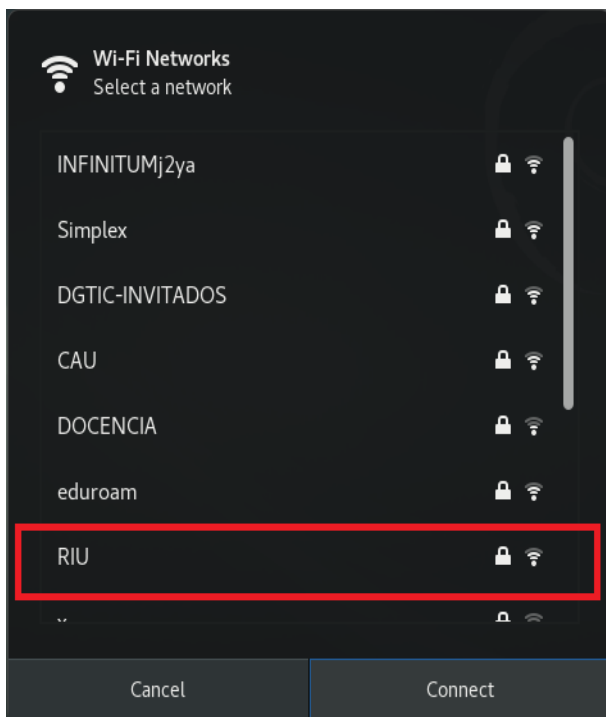 Wi-Fi Networks
Select a network
INFINITUMj2ya
Simplex
DGTIC-INVITADOS
CAU
DOCENCIA
eduroam
RIU
Cancel
Connect